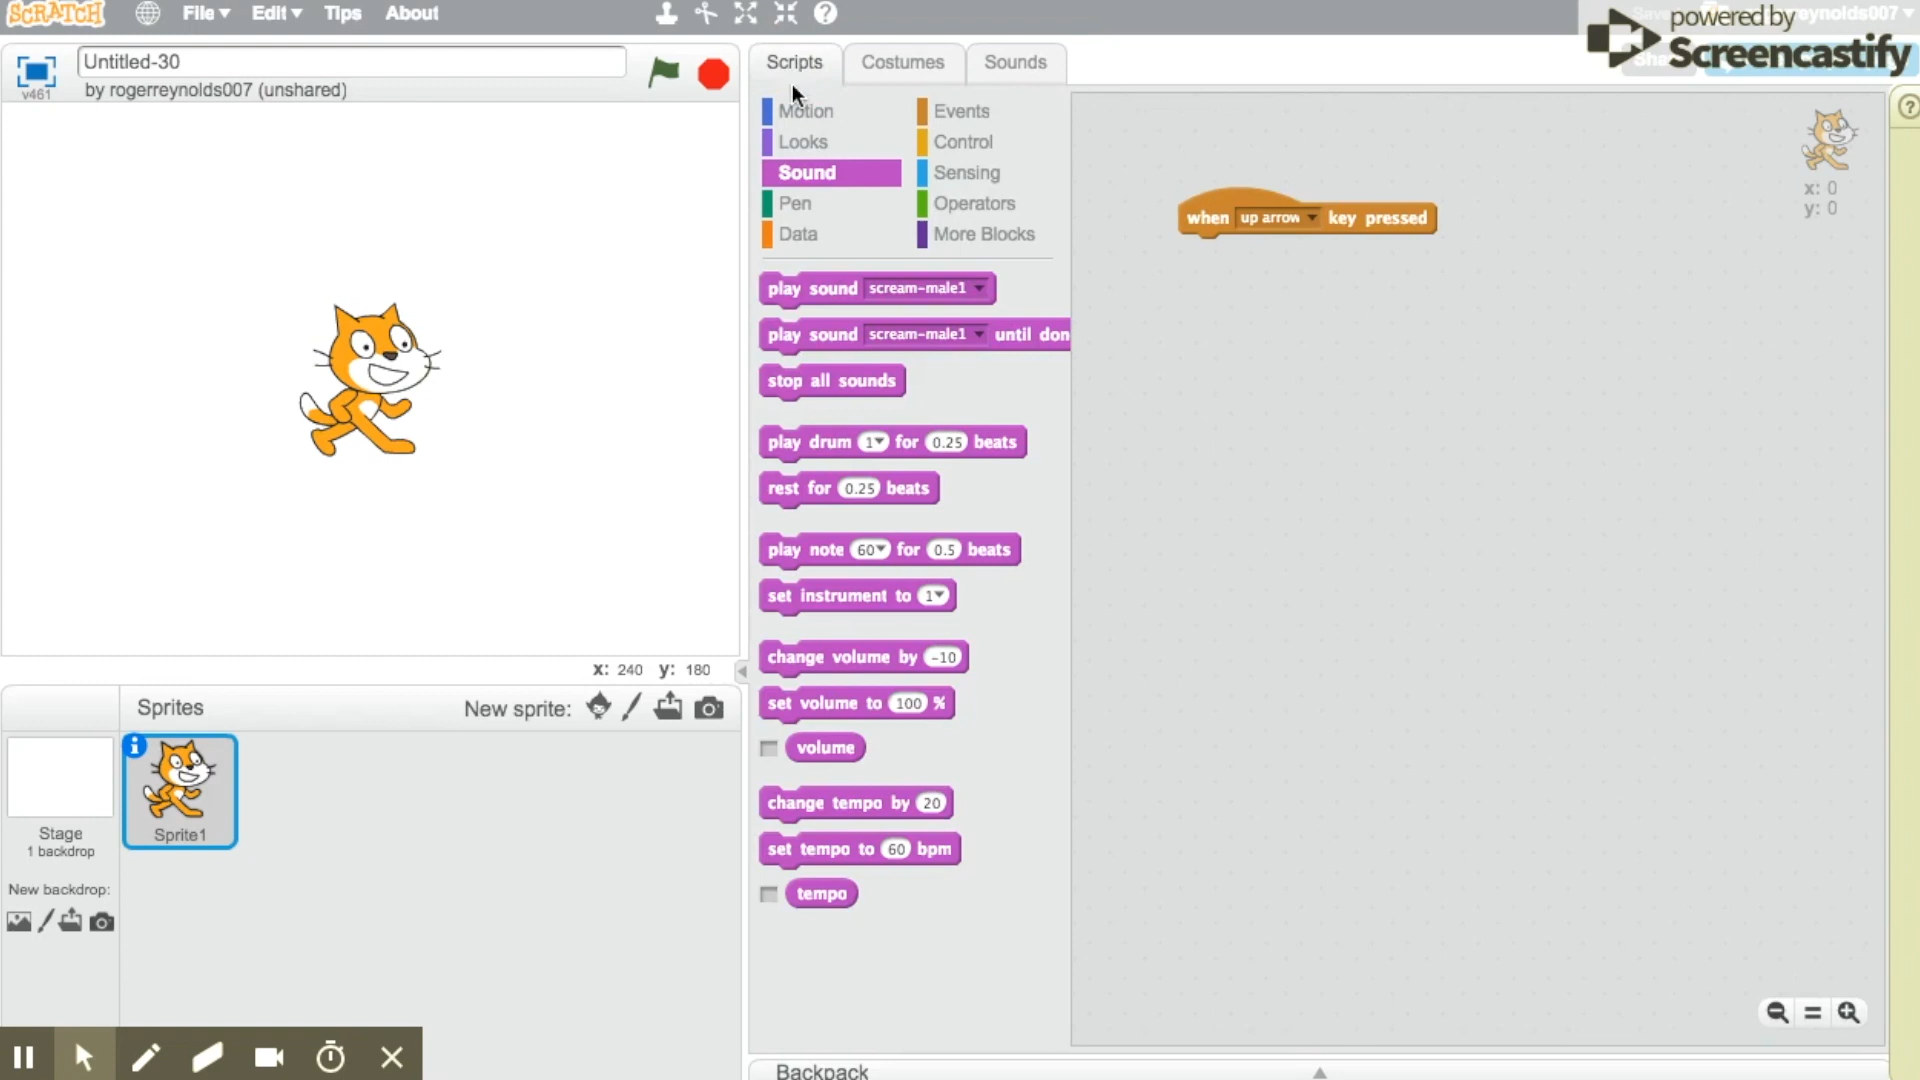 SCRATCH File Edit Tips About
powered by
Screencastify
eynolds007
Untitled-30
by rogerreynolds007 (unshared)
v461
Scripts Costumes Sounds
Motion Events
Looks Control
Sound Sensing
Pen Operators
Data More Blocks
play sound scream-male1
play sound scream-male1 until don
stop all sounds
play drum 1 for 0.25 beats
rest for 0.25 beats
play note 60 for 0.5 beats
set instrument to 1
change volume by -10
set volume to 100 %
volume
change tempo by 20
set tempo to 60 bpm
tempo
when up arrow key pressed
x: 0
y: 0
x: 240 y: 180
Sprites New sprite:
Stage
1 backdrop
New backdrop:
Sprite1
Backpack